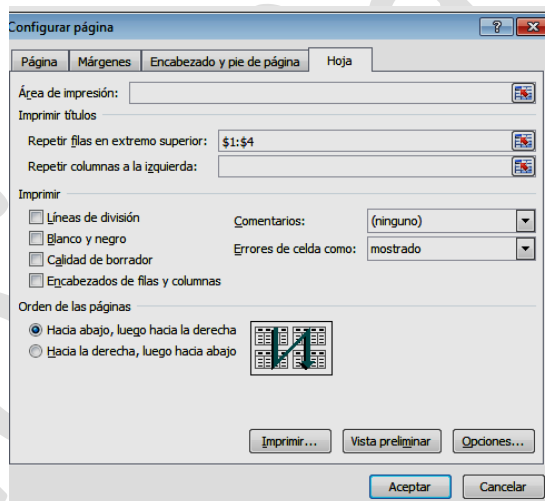 Configurar página
Página Márgenes Encabezado y pie de página Hoja
Área de impresión:
Imprimir títulos
Repetir filas en extremo superior: $1:$4
Repetir columnas a la izquierda:
Imprimir
Líneas de división
Blanco y negro
Calidad de borrador
Encabezados de filas y columnas
Comentarios: (ninguno)
Errores de celda como: mostrado
Orden de las páginas
Hacia abajo, luego hacia la derecha
Hacia la derecha, luego hacia abajo
Imprimir... Vista preliminar Opciones...
Aceptar Cancelar